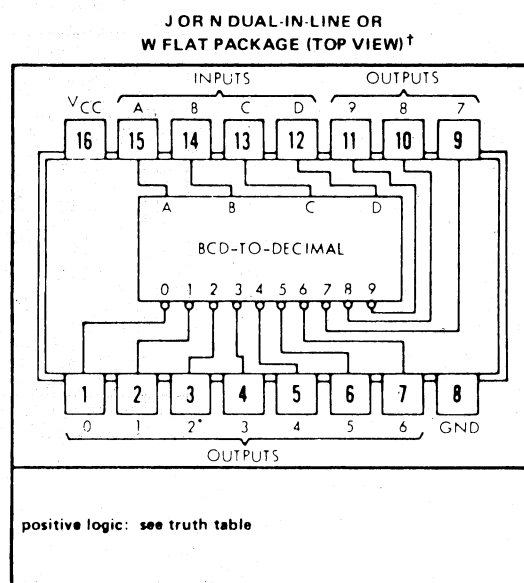 J OR N DUAL-IN-LINE OR
W FLAT PACKAGE (TOP VIEW)†
INPUTS OUTPUTS
VCC A B C D 9 8 7
16 15 14 13 12 11 10 9
A B C D
BCD-TO-DECIMAL
0 1 2 3 4 5 6 7 8 9
1 2 3 4 5 6 7 8
0 1 2* 3 4 5 6 GND
OUTPUTS
positive logic: see truth table